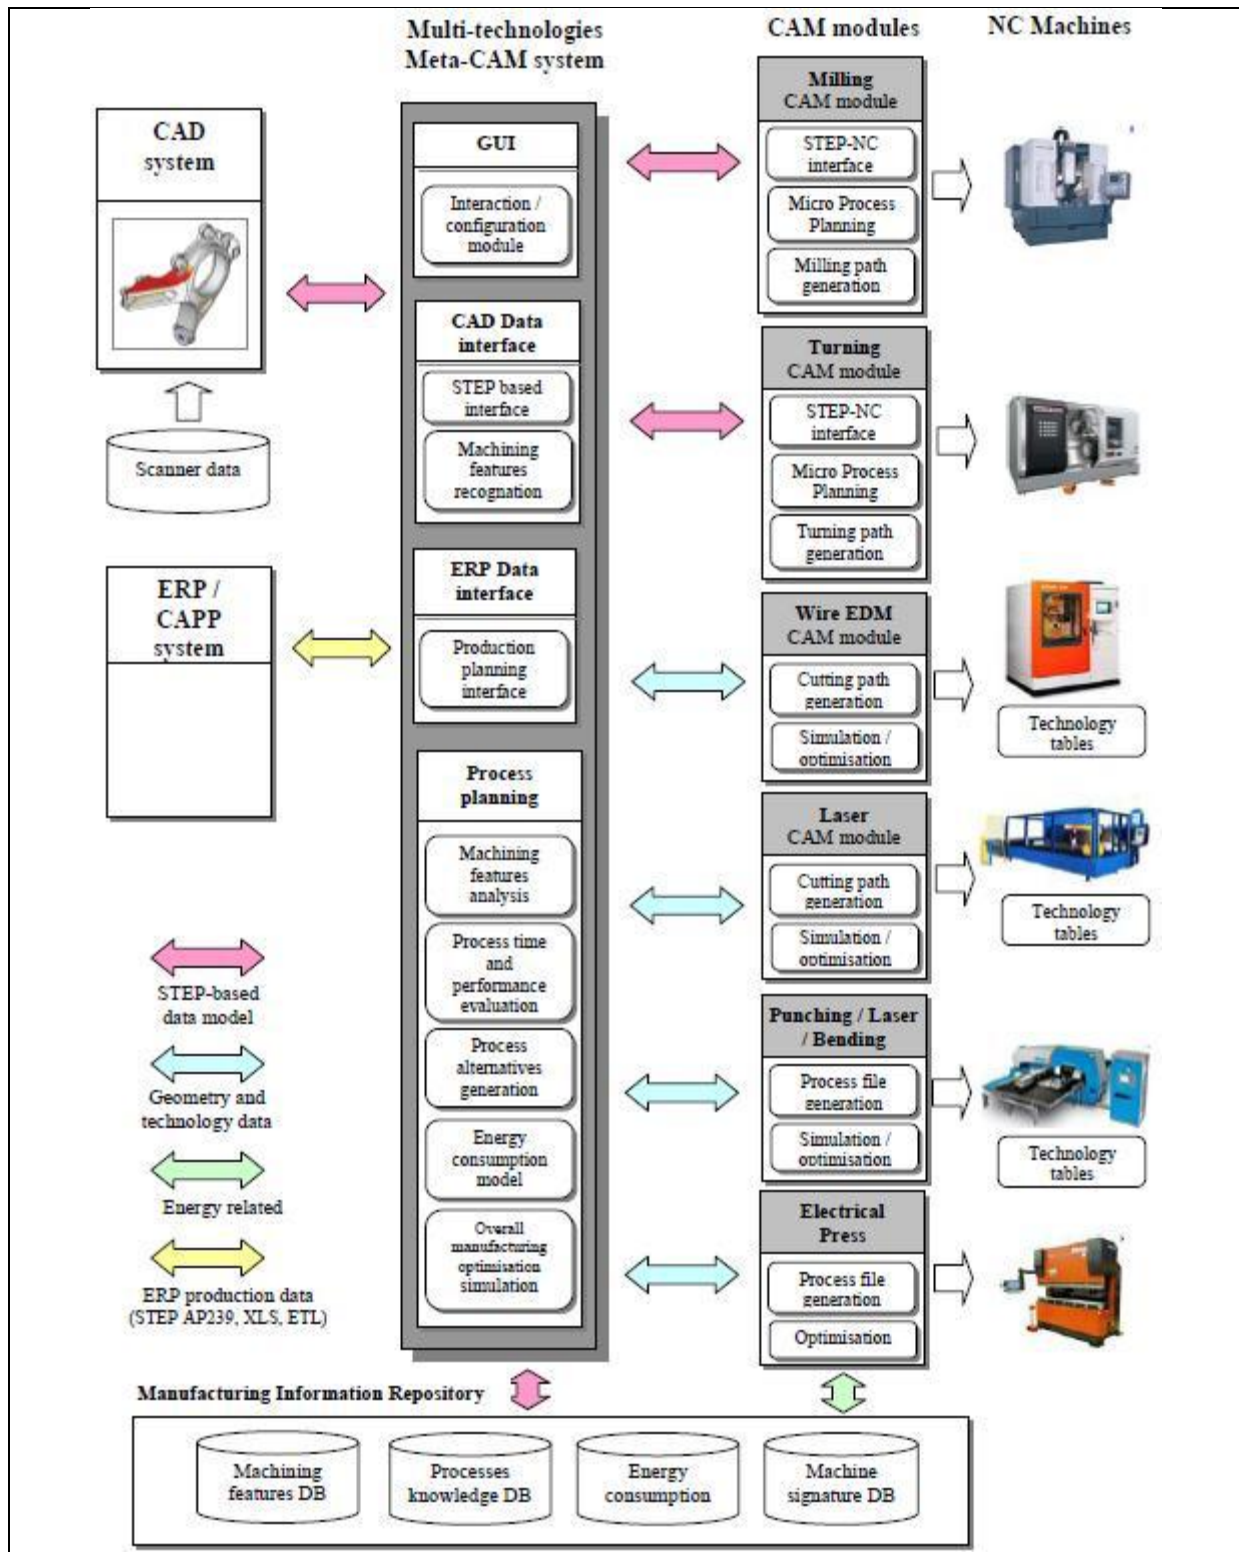 Multi-technologies
Meta-CAM system
CAM modules
NC Machines
CAD
system
Scanner data
ERP /
CAPP
system
STEP-based
data model
Geometry and
technology data
Energy related
ERP production data
(STEP AP239, XLS, ETL)
GUI
Interaction /
configuration
module
CAD Data
interface
STEP based
interface
Machining
features
recognation
ERP Data
interface
Production
planning
interface
Process
planning
Machining
features
analysis
Process time
and
performance
evaluation
Process
alternatives
generation
Energy
consumption
model
Overall
manufacturing
optimisation
simulation
Milling
CAM module
STEP-NC
interface
Micro Process
Planning
Milling path
generation
Turning
CAM module
STEP-NC
interface
Micro Process
Planning
Turning path
generation
Wire EDM
CAM module
Cutting path
generation
Simulation /
optimisation
Technology
tables
Laser
CAM module
Cutting path
generation
Simulation /
optimisation
Technology
tables
Punching / Laser
/ Bending
Process file
generation
Simulation /
optimisation
Technology
tables
Electrical
Press
Process file
generation
Optimisation
Manufacturing Information Repository
Machining
features DB
Processes
knowledge DB
Energy
consumption
Machine
signature DB